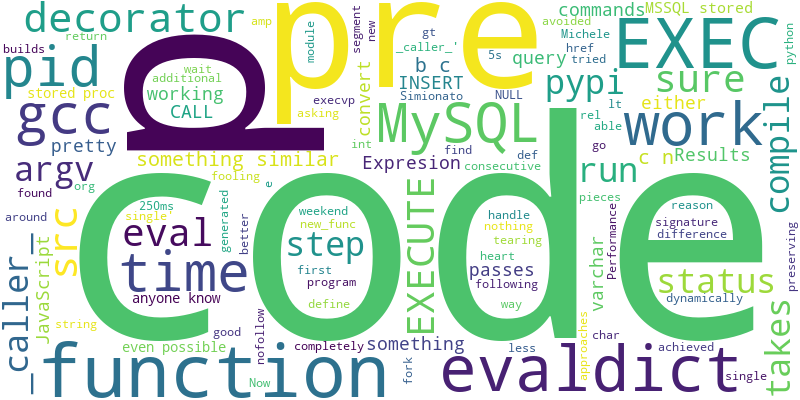 decorator
amp
module
segment
gt
new
_caller_'
avoided
commands
MSSQL stored
Michele
href
tried
python
builds
return
wait
additional
working
CALL
stored proc
pid
p
pre
convert
b c
INSERT
5s
query
EXEC
execvp
Simionato
NULL
asking
pypi
sure
lt
either
rel
able
gcc
pretty
argv
found
something similar
fooling
int
MySQL
find
def
Expresion
consecutive
go
work
c n
Results
run
compile
org
around
src
250ms
single'
e
eval
generated
better
weekend
new_func
step
first
program
define
time
anyone know
code
EXECUTE
handle
nothing
tearing
heart
passes
following
way
pieces
reason
signature
difference
Performance
varchar
status
dynamically
preserving
takes
_caller_
JavaScript
string
even possible
good
nofollow
completely
something
less
char
approaches
achieved
single
function
Now
fork
evaldict